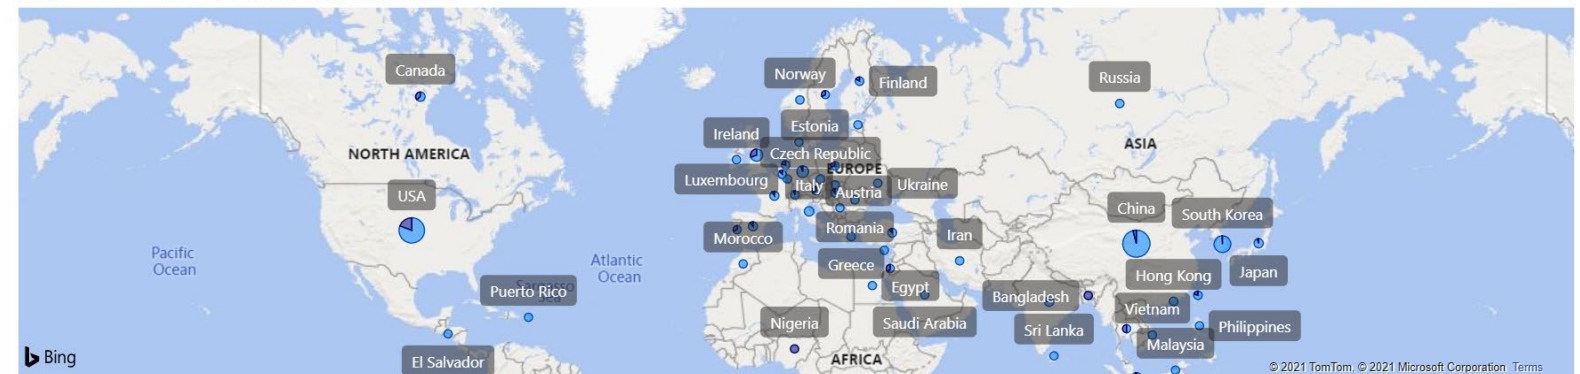 Canada
Norway
Finland
Russia
Ireland
Estonia
NORTH AMERICA
Czech Republic
ASIA
EUROPE
Luxembourg
Italy
Austria
Ukraine
USA
China
South Korea
Morocco
Romania
Iran
Pacific
Ocean
Atlantic
Ocean
Greece
Hong Kong
Japan
Puerto Rico
Egypt
Bangladesh
Vietnam
Nigeria
Saudi Arabia
Sri Lanka
Philippines
Malaysia
El Salvador
AFRICA
Bing
© 2021 TomTom, © 2021 Microsoft Corporation Terms